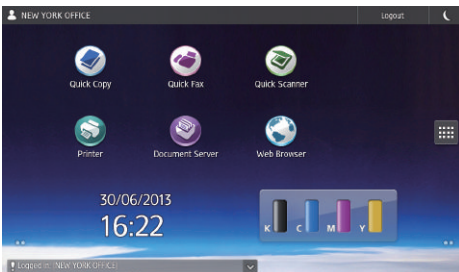 NEW YORK OFFICE Logout
Quick Copy Quick Fax Quick Scanner
Printer Document Server Web Browser
30/06/2013
16:22
K C M Y
Logged in : NEW YORK OFFICE